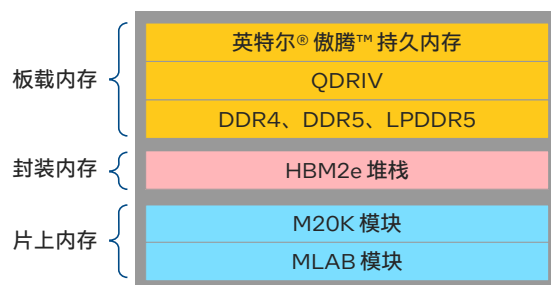 板载内存
英特尔® 傲腾™ 持久内存
QDRIV
DDR4、DDR5、LPDDR5
封装内存
HBM2e 堆栈
片上内存
M20K 模块
MLAB 模块